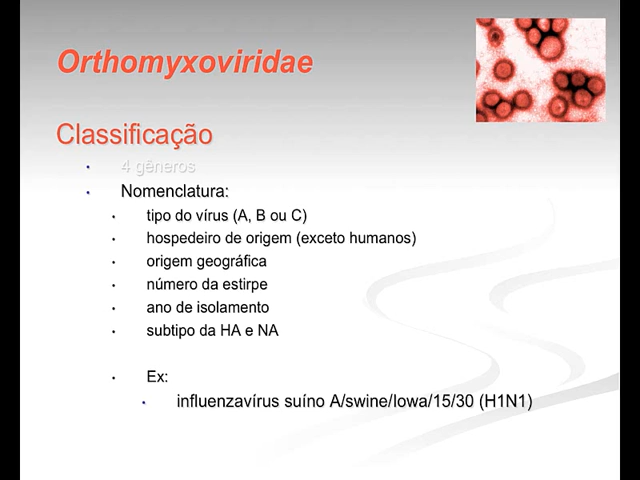 Orthomyxoviridae
Classificação
• 4 gêneros
• Nomenclatura:
• tipo do vírus (A, B ou C)
• hospedeiro de origem (exceto humanos)
• origem geográfica
• número da estirpe
• ano de isolamento
• subtipo da HA e NA
• Ex:
• influenzavírus suíno A/swine/Iowa/15/30 (H1N1)